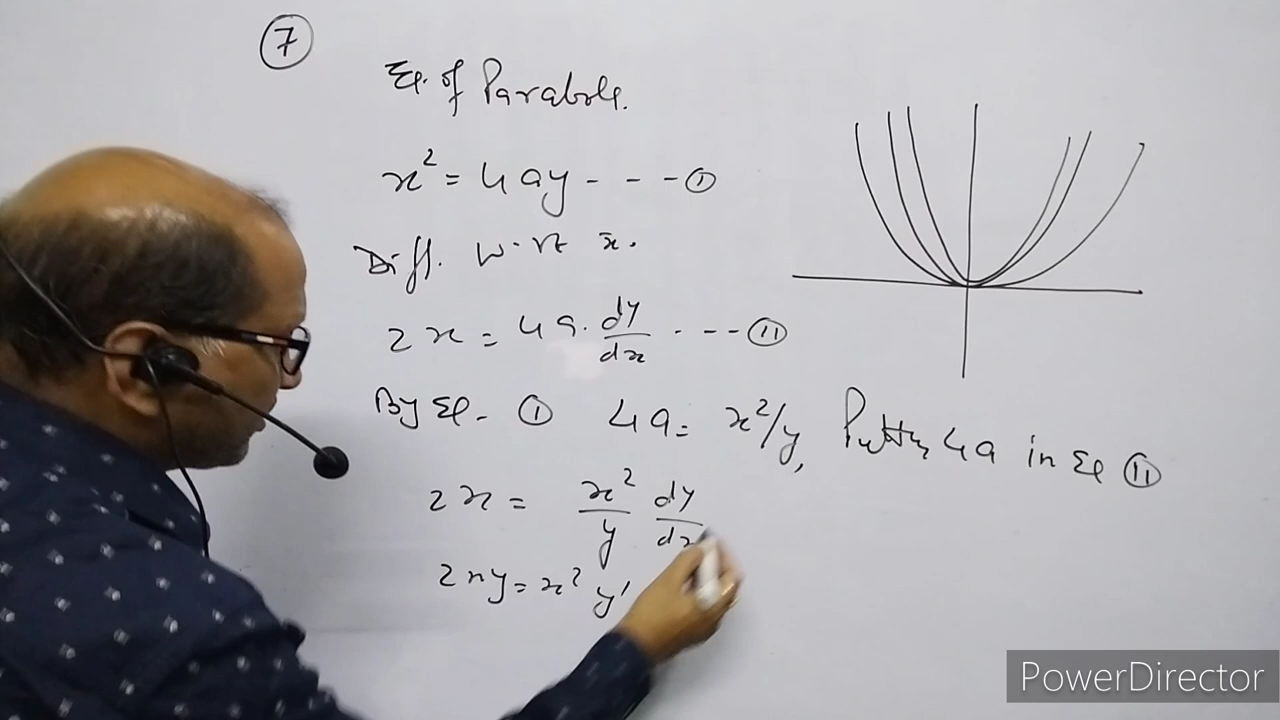 7
Eq. of Parabola.
x² = 4ay - - - ①
Diff. w.r.t x.
2x = 4a. dy/dx - --- ⑪
By Eq- ① 4a = x²/y, Putting 4a in Eq ⑪
2x = x²/y dy/dx
2xy = x² y'
PowerDirector